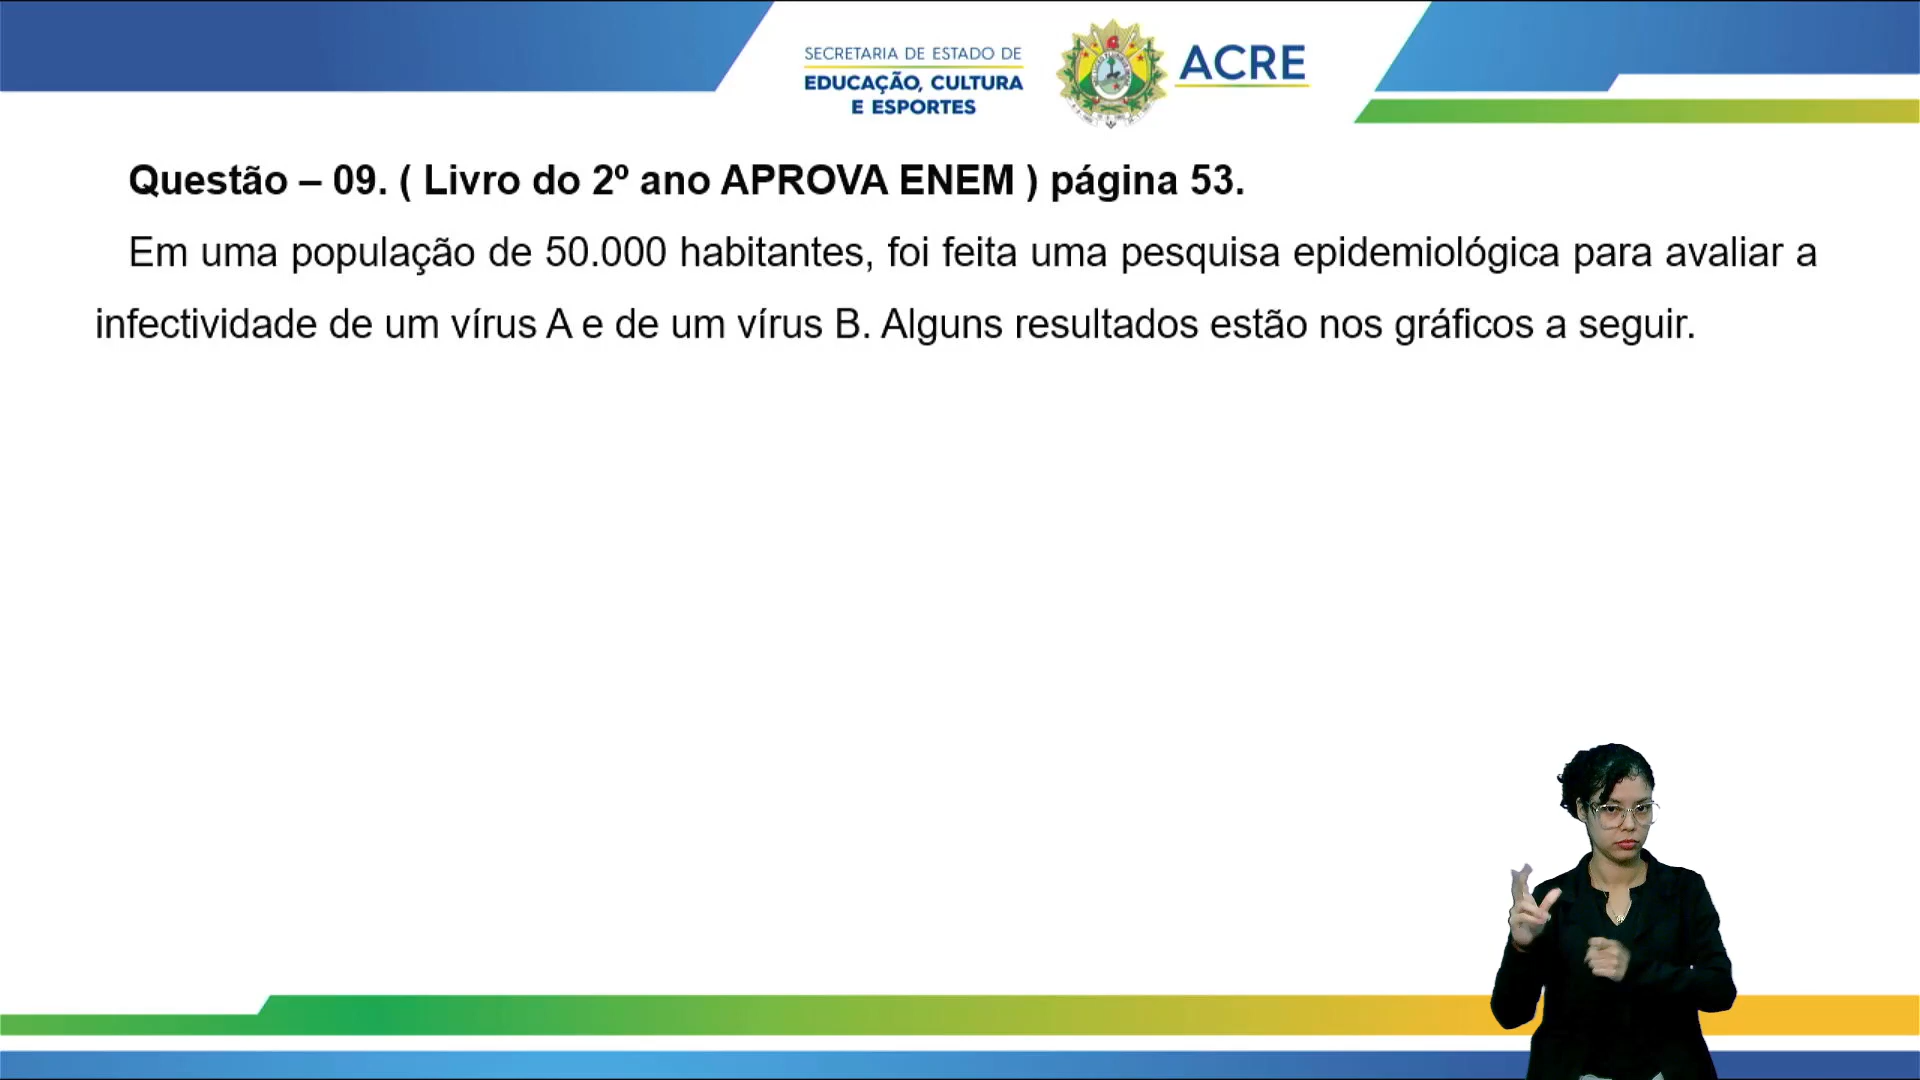 SECRETARIA DE ESTADO DE
EDUCAÇÃO, CULTURA
E ESPORTES
ACRE
Questão – 09. ( Livro do 2º ano APROVA ENEM ) página 53.
Em uma população de 50.000 habitantes, foi feita uma pesquisa epidemiológica para avaliar a
infectividade de um vírus A e de um vírus B. Alguns resultados estão nos gráficos a seguir.